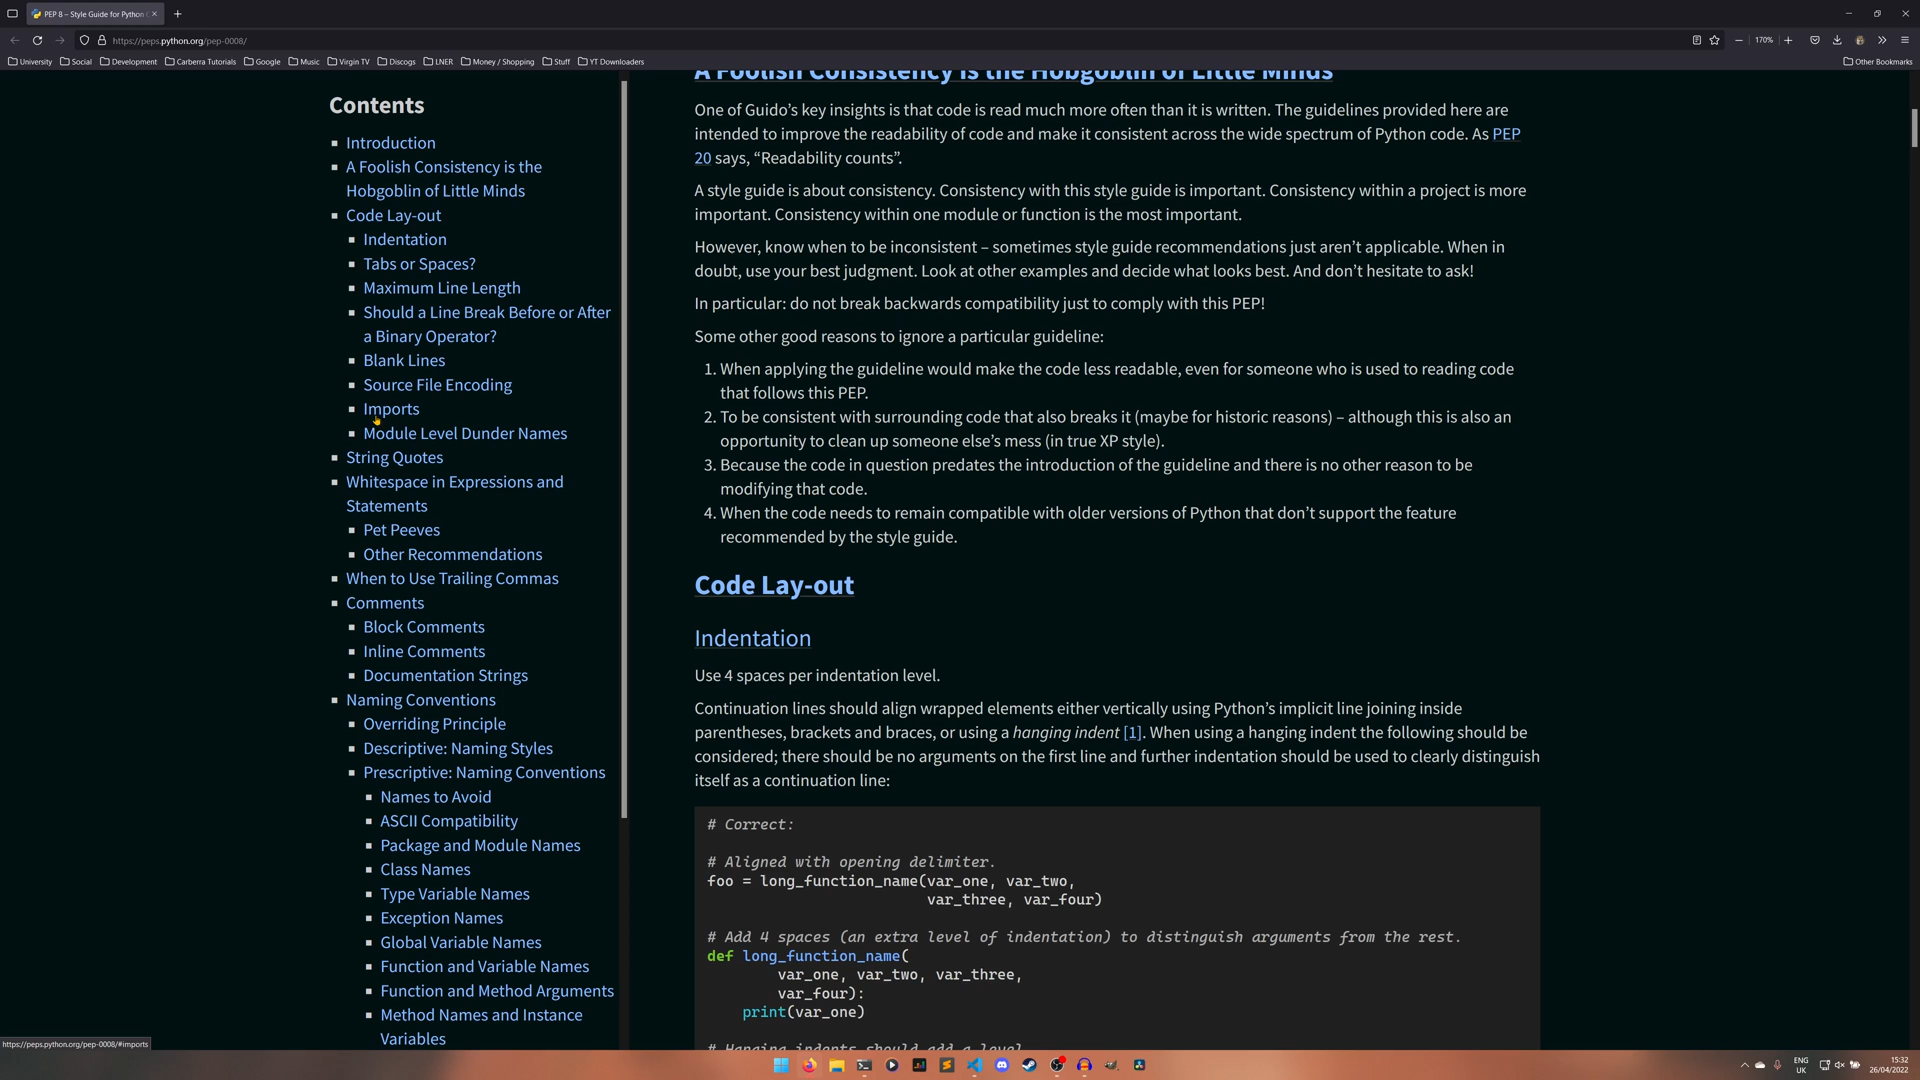 PEP 8 – Style Guide for Python
https://peps.python.org/pep-0008/
170%
University
Social
Development
Carberra Tutorials
Google
Music
Virgin TV
Discogs
LNER
Money / Shopping
Stuff
YT Downloaders
Other Bookmarks
Contents
Introduction
A Foolish Consistency is the
Hobgoblin of Little Minds
Code Lay-out
Indentation
Tabs or Spaces?
Maximum Line Length
Should a Line Break Before or After
a Binary Operator?
Blank Lines
Source File Encoding
Imports
Module Level Dunder Names
String Quotes
Whitespace in Expressions and
Statements
Pet Peeves
Other Recommendations
When to Use Trailing Commas
Comments
Block Comments
Inline Comments
Documentation Strings
Naming Conventions
Overriding Principle
Descriptive: Naming Styles
Prescriptive: Naming Conventions
Names to Avoid
ASCII Compatibility
Package and Module Names
Class Names
Type Variable Names
Exception Names
Global Variable Names
Function and Variable Names
Function and Method Arguments
Method Names and Instance
Variables
A Foolish Consistency is the Hobgoblin of Little Minds
One of Guido's key insights is that code is read much more often than it is written. The guidelines provided here are
intended to improve the readability of code and make it consistent across the wide spectrum of Python code. As PEP
20 says, “Readability counts”.
A style guide is about consistency. Consistency with this style guide is important. Consistency within a project is more
important. Consistency within one module or function is the most important.
However, know when to be inconsistent – sometimes style guide recommendations just aren't applicable. When in
doubt, use your best judgment. Look at other examples and decide what looks best. And don't hesitate to ask!
In particular: do not break backwards compatibility just to comply with this PEP!
Some other good reasons to ignore a particular guideline:
1. When applying the guideline would make the code less readable, even for someone who is used to reading code
that follows this PEP.
2. To be consistent with surrounding code that also breaks it (maybe for historic reasons) – although this is also an
opportunity to clean up someone else's mess (in true XP style).
3. Because the code in question predates the introduction of the guideline and there is no other reason to be
modifying that code.
4. When the code needs to remain compatible with older versions of Python that don't support the feature
recommended by the style guide.
Code Lay-out
Indentation
Use 4 spaces per indentation level.
Continuation lines should align wrapped elements either vertically using Python's implicit line joining inside
parentheses, brackets and braces, or using a hanging indent [1]. When using a hanging indent the following should be
considered; there should be no arguments on the first line and further indentation should be used to clearly distinguish
itself as a continuation line:
# Correct:
# Aligned with opening delimiter.
foo = long_function_name(var_one, var_two,
var_three, var_four)
# Add 4 spaces (an extra level of indentation) to distinguish arguments from the rest.
def long_function_name(
var_one, var_two, var_three,
var_four):
print(var_one)
# Hanging indents should add a level.
https://peps.python.org/pep-0008/#imports
ENG
UK
15:32
26/04/2022